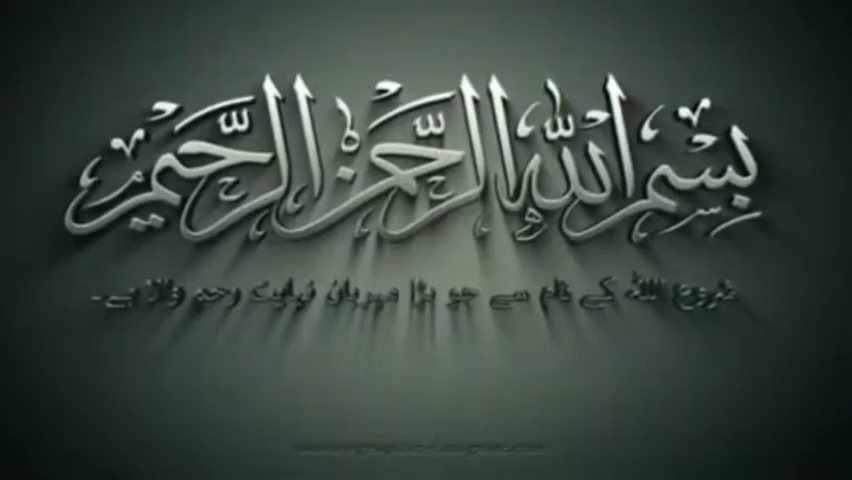 بسم الله الرحمن الرحيم
شروع اللہ کے نام سے جو بڑا مہربان نہایت رحم والا ہے۔